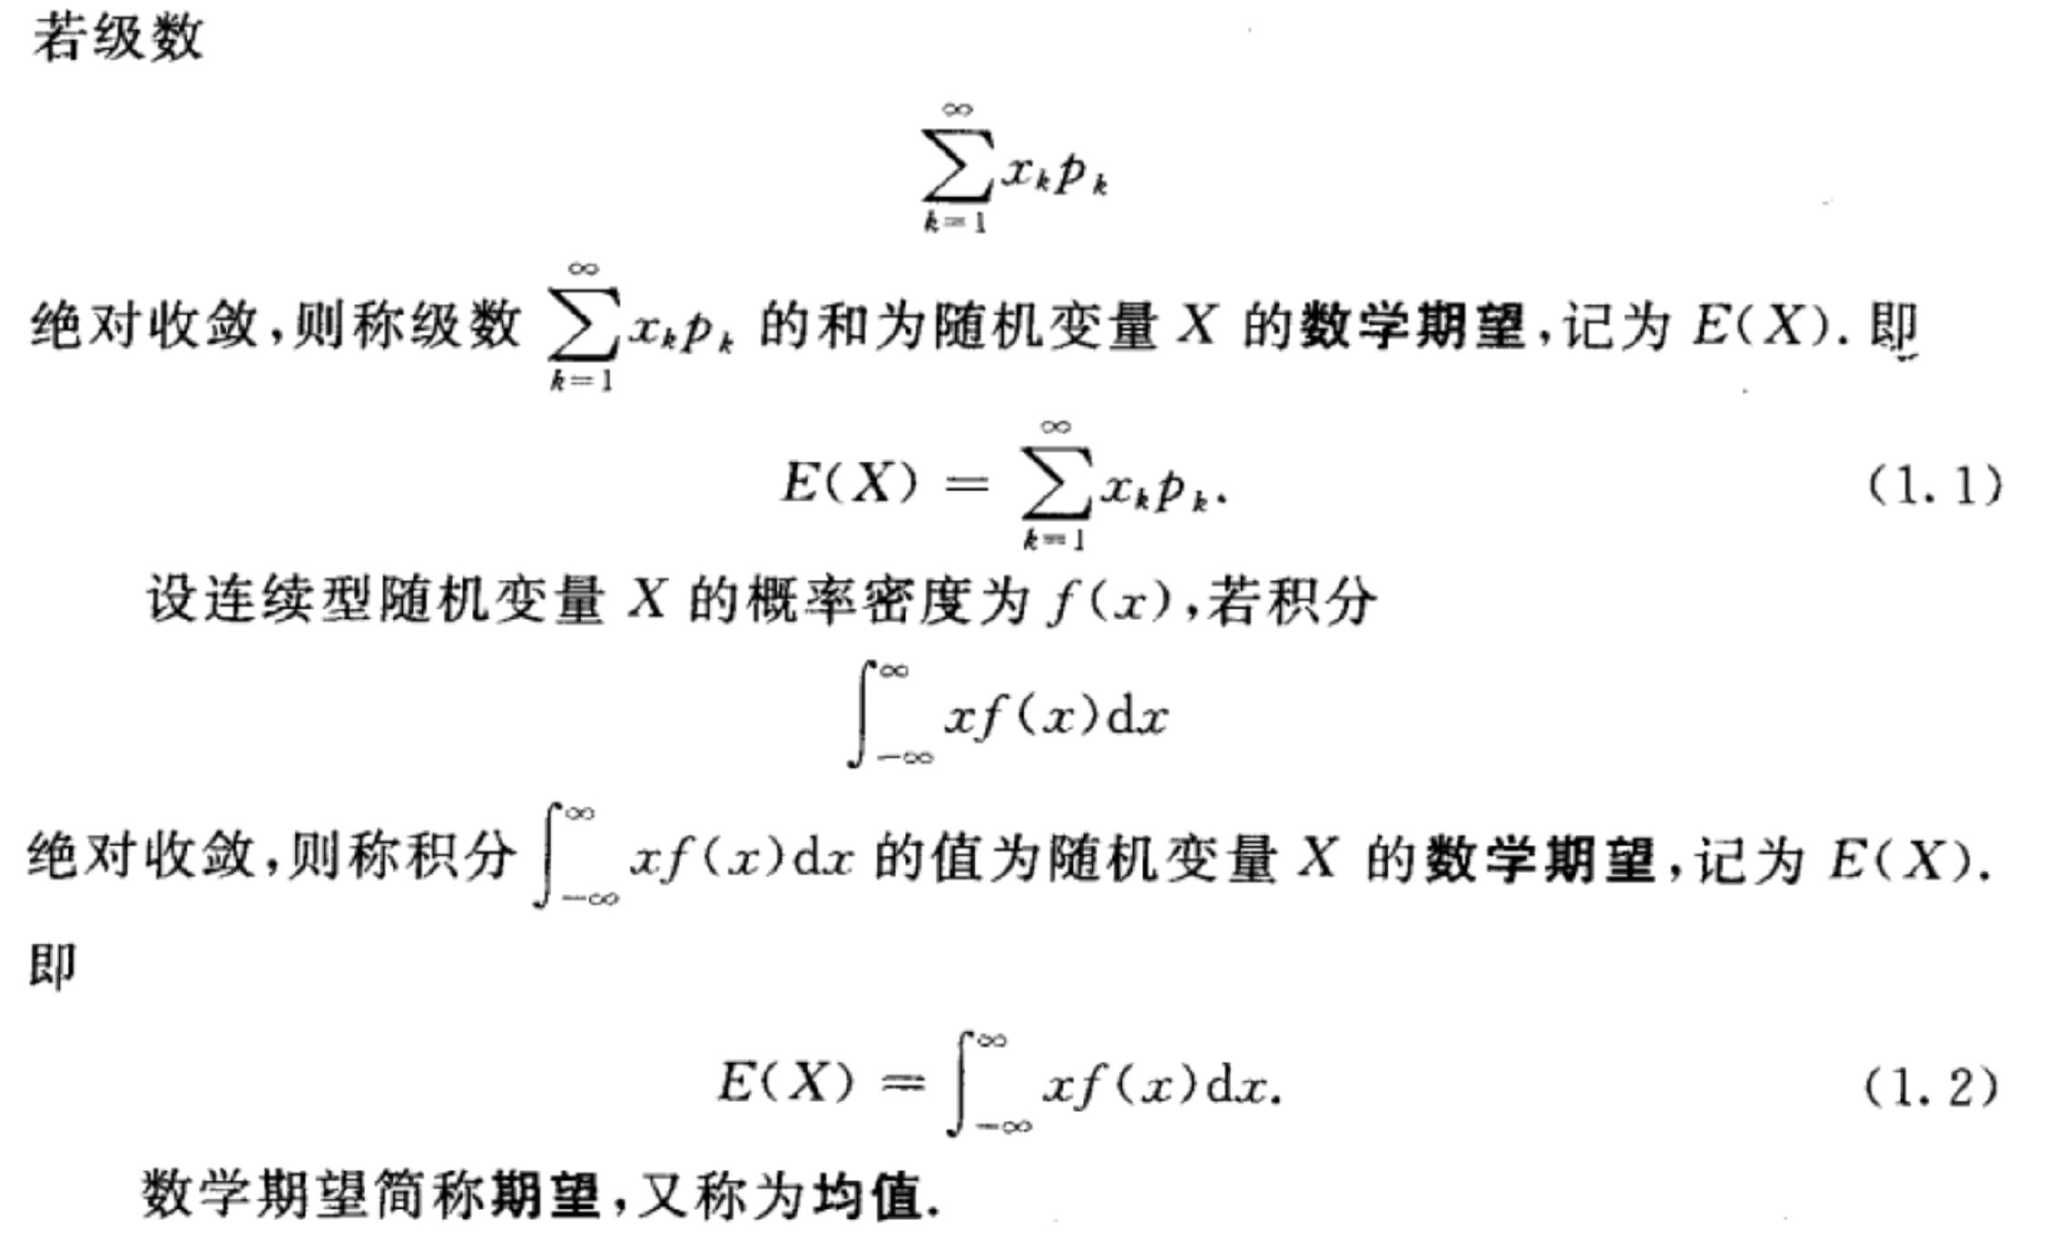 若级数
$$\sum_{k=1}^{\infty} x_k p_k$$
绝对收敛,则称级数 $\sum_{k=1}^{\infty} x_k p_k$ 的和为随机变量 $X$ 的数学期望,记为 $E(X)$. 即
$$E(X) = \sum_{k=1}^{\infty} x_k p_k. \quad (1.1)$$
设连续型随机变量 $X$ 的概率密度为 $f(x)$,若积分
$$\int_{-\infty}^{\infty} x f(x) \mathrm{d}x$$
绝对收敛,则称积分 $\int_{-\infty}^{\infty} x f(x) \mathrm{d}x$ 的值为随机变量 $X$ 的数学期望,记为 $E(X)$.
即
$$E(X) = \int_{-\infty}^{\infty} x f(x) \mathrm{d}x. \quad (1.2)$$
数学期望简称期望,又称为均值.